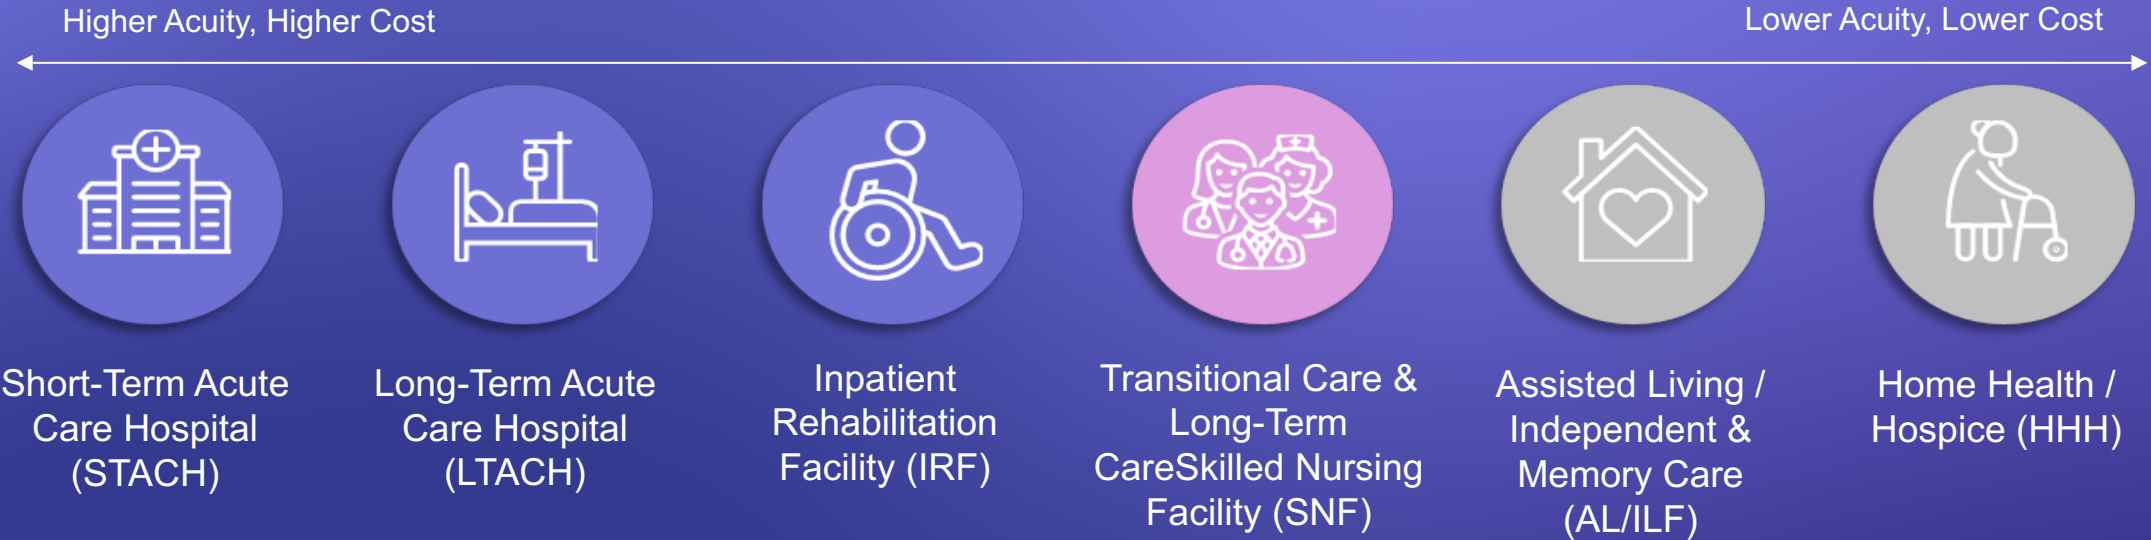 Higher Acuity, Higher Cost
Lower Acuity, Lower Cost
Short-Term Acute
Care Hospital
(STACH)
Long-Term Acute
Care Hospital
(LTACH)
Inpatient
Rehabilitation
Facility (IRF)
Transitional Care &
Long-Term
CareSkilled Nursing
Facility (SNF)
Assisted Living /
Independent &
Memory Care
(AL/ILF)
Home Health /
Hospice (HHH)